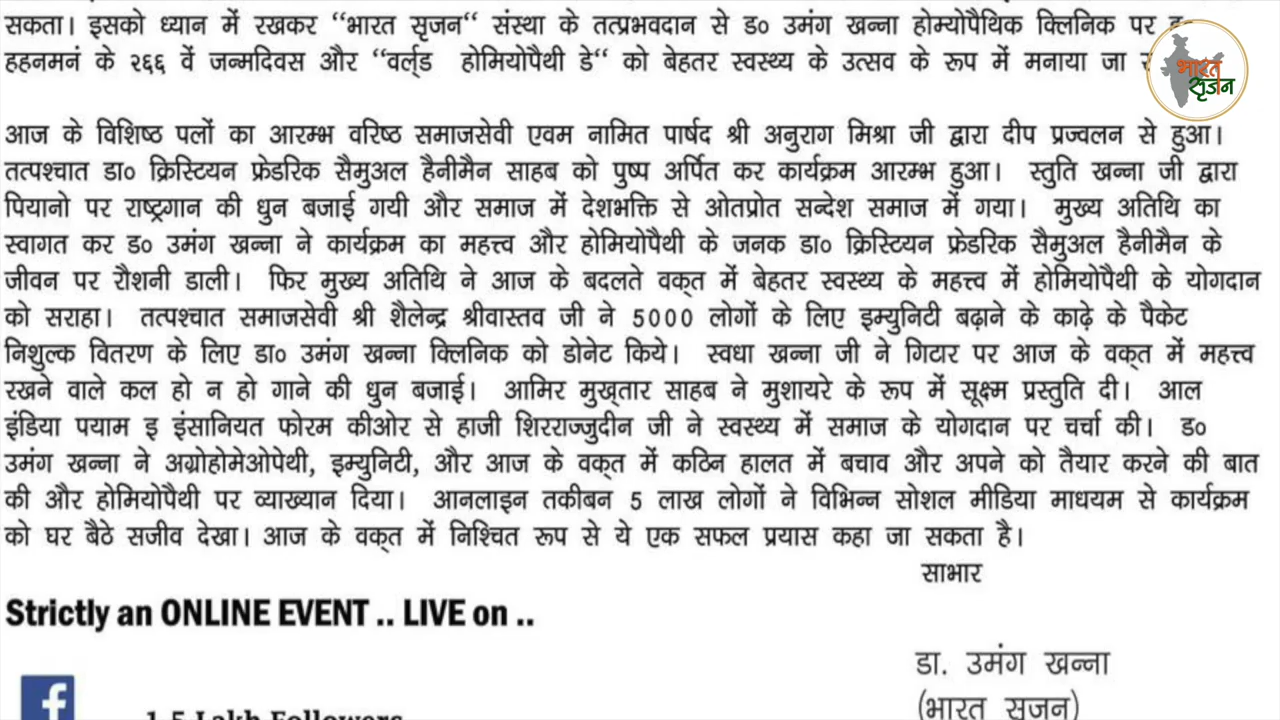 सकता। इसको ध्यान में रखकर “भारत सृजन“ संस्था के तत्प्रभवदान से ड० उमंग खन्ना होम्योपैथिक क्लिनिक पर
हहनमनं के २६६ वें जन्मदिवस और “वर्ल्ड होमियोपैथी डे“ को बेहतर स्वस्थ्य के उत्सव के रूप में मनाया जा
भारत
सृजन
आज के विशिष्ठ पलों का आरम्भ वरिष्ठ समाजसेवी एवम नामित पार्षद श्री अनुराग मिश्रा जी द्वारा दीप प्रज्वलन से हुआ।
तत्पश्चात डा० क्रिस्टियन फ्रेडरिक सैमुअल हैनीमैन साहब को पुष्प अर्पित कर कार्यक्रम आरम्भ हुआ। स्तुति खन्ना जी द्वारा
पियानो पर राष्ट्रगान की धुन बजाई गयी और समाज में देशभक्ति से ओतप्रोत सन्देश समाज में गया। मुख्य अतिथि का
स्वागत कर ड० उमंग खन्ना ने कार्यक्रम का महत्त्व और होमियोपैथी के जनक डा० क्रिस्टियन फ्रेडरिक सैमुअल हैनीमैन के
जीवन पर रौशनी डाली। फिर मुख्य अतिथि ने आज के बदलते वक्त में बेहतर स्वस्थ्य के महत्त्व में होमियोपैथी के योगदान
को सराहा। तत्पश्चात समाजसेवी श्री शैलेन्द्र श्रीवास्तव जी ने 5000 लोगों के लिए इम्युनिटी बढ़ाने के काढ़े के पैकेट
निशुल्क वितरण के लिए डा० उमंग खन्ना क्लिनिक को डोनेट किये। स्वधा खन्ना जी ने गिटार पर आज के वक्त में महत्त्व
रखने वाले कल हो न हो गाने की धुन बजाई। आमिर मुख्तार साहब ने मुशायरे के रूप में सूक्ष्म प्रस्तुति दी। आल
इंडिया पयाम इ इंसानियत फोरम कीओर से हाजी शिरराज्जुदीन जी ने स्वस्थ्य में समाज के योगदान पर चर्चा की। ड०
उमंग खन्ना ने अग्रोहोमेओपेथी, इम्युनिटी, और आज के वक्त में कठिन हालत में बचाव और अपने को तैयार करने की बात
की और होमियोपैथी पर व्याख्यान दिया। आनलाइन तकीबन 5 लाख लोगों ने विभिन्न सोशल मीडिया माधयम से कार्यक्रम
को घर बैठे सजीव देखा। आज के वक्त में निश्चित रूप से ये एक सफल प्रयास कहा जा सकता है।
साभार
Strictly an ONLINE EVENT .. LIVE on ..
डा. उमंग खन्ना
(भारत सृजन)
1.5 Lakh Followers